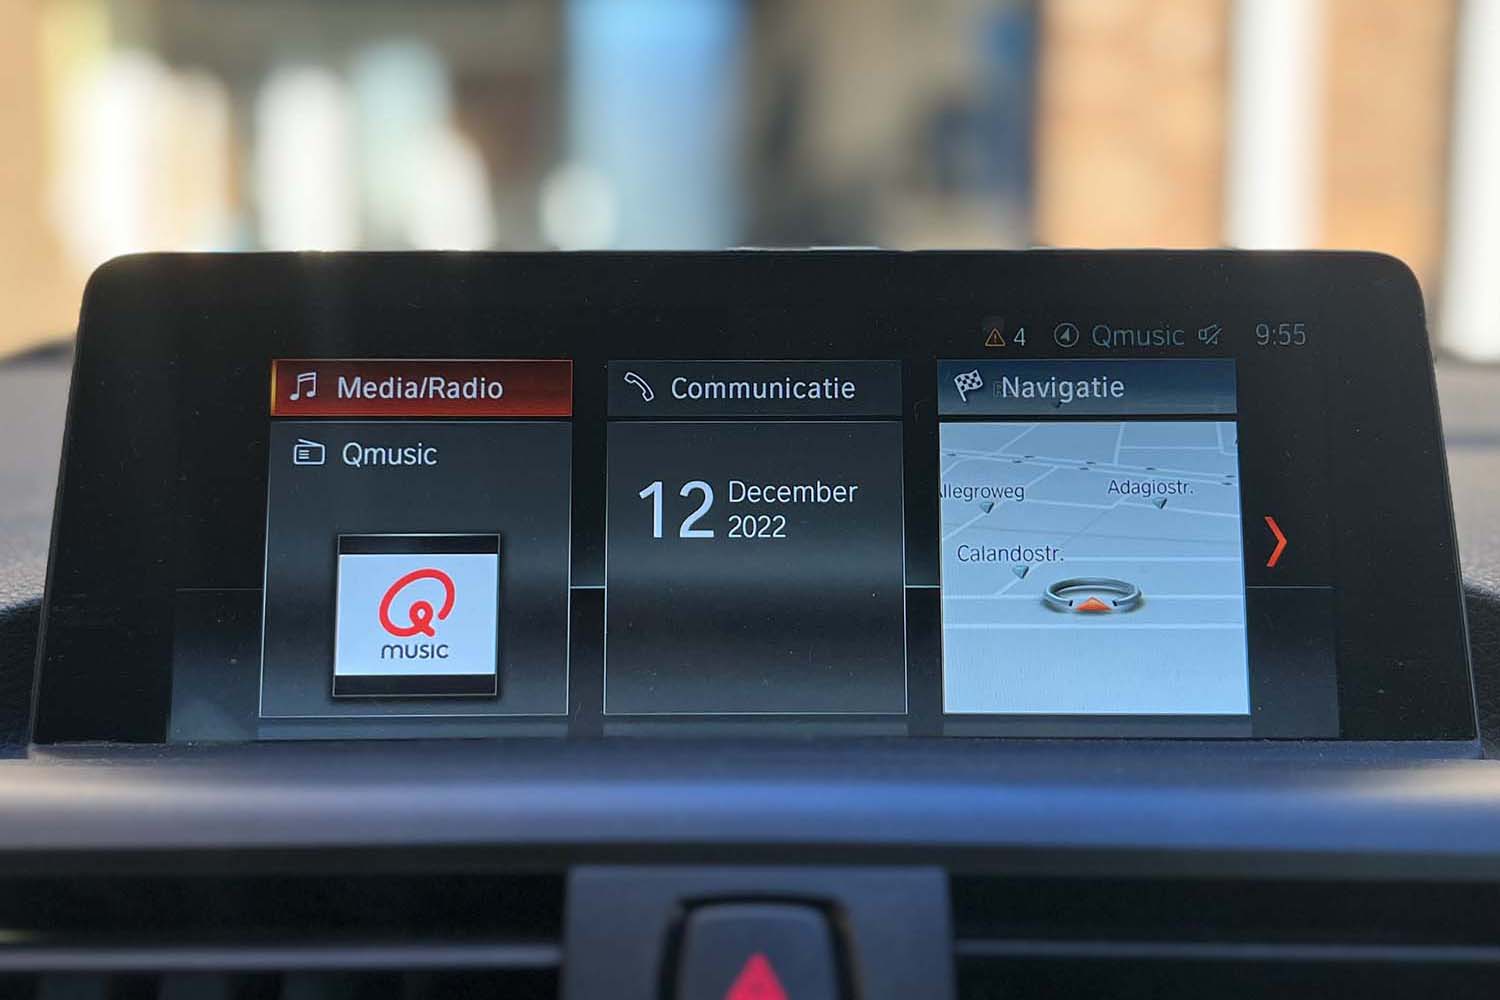 4 Qmusic 9:55
Media/Radio
Communicatie
Navigatie
Qmusic
12 December
2022
llegroweg
Adagiostr.
Calandostr.
Q
MUSIC